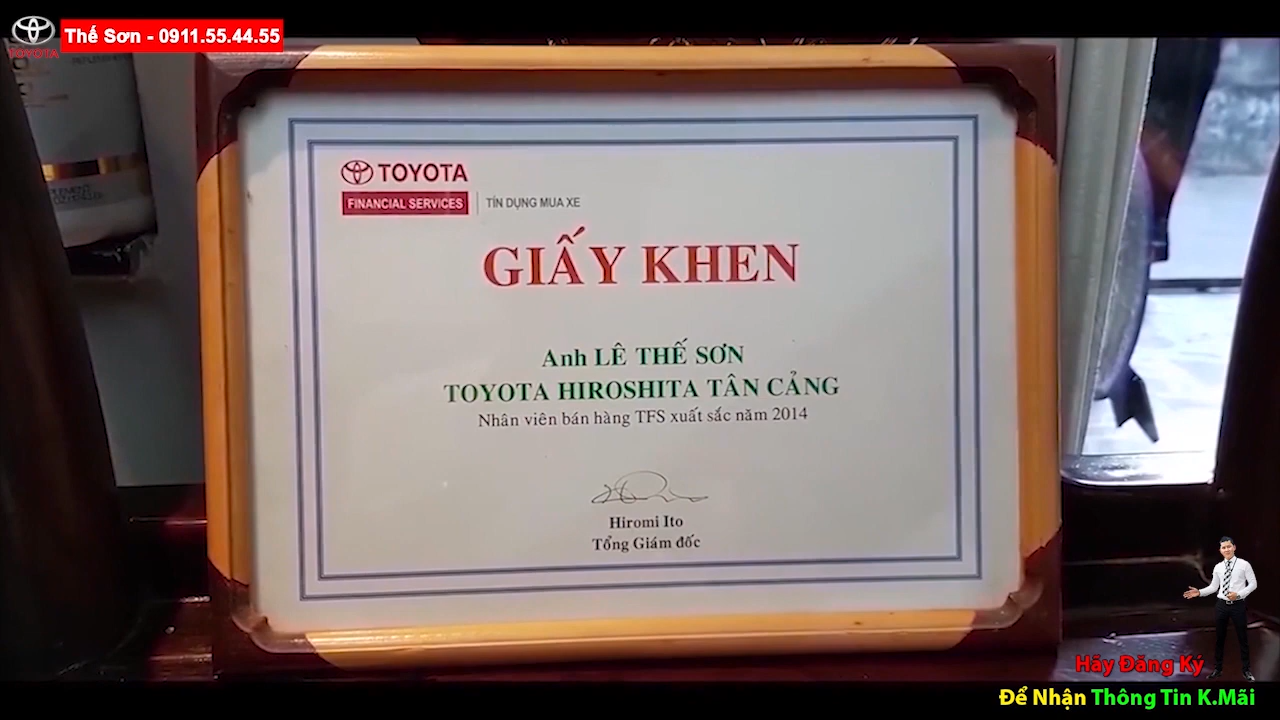 TOYOTA
Thế Sơn - 0911.55.44.55
TOYOTA
FINANCIAL SERVICES
TÍN DỤNG MUA XE
GIẤY KHEN
Anh LÊ THẾ SƠN
TOYOTA HIROSHITA TÂN CẢNG
Nhân viên bán hàng TFS xuất sắc năm 2014
Hiromi Ito
Tổng Giám đốc
Hãy Đăng Ký
Để Nhận Thông Tin K.Mãi